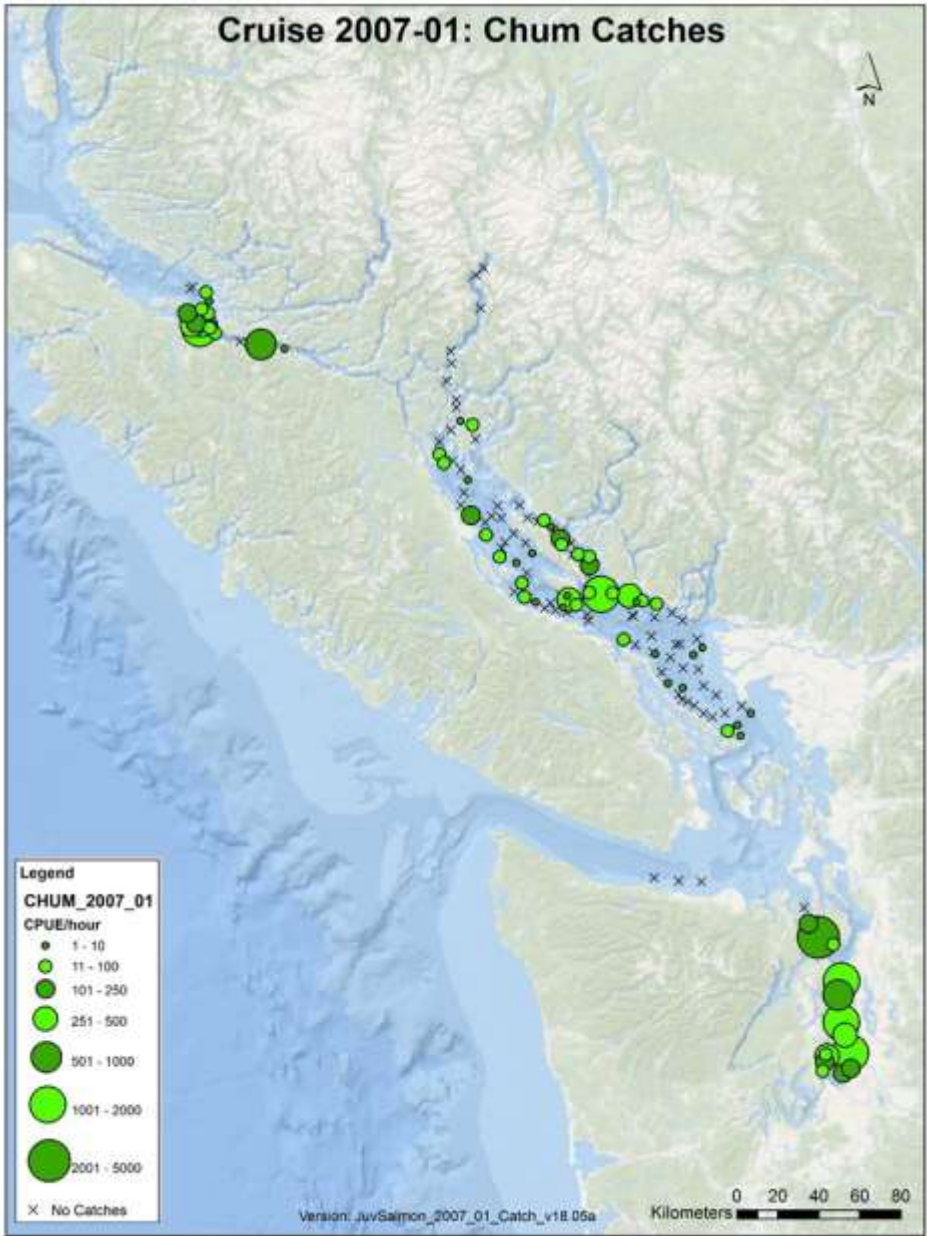 Cruise 2007-01: Chum Catches
N
Legend
CHUM_2007_01
CPUE/hour
1 - 10
11 - 100
101 - 250
251 - 500
501 - 1000
1001 - 2000
2001 - 5000
× No Catches
Version: JuvSalmon_2007_01_Catch_v18.05a
0 20 40 60 80
Kilometers